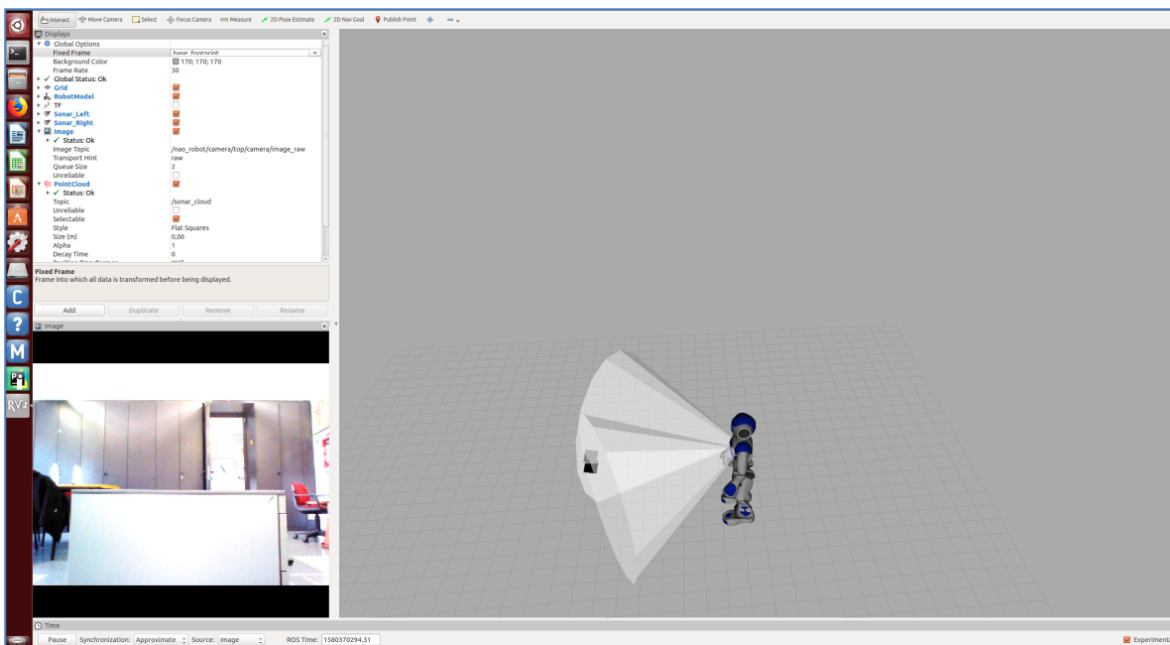 Interact Move Camera Select Focus Camera Measure 2D Pose Estimate 2D Nav Goal Publish Point
Displays
Global Options
Fixed Frame base_footprint
Background Color 170; 170; 170
Frame Rate 30
Global Status: Ok
Grid
RobotModel
TF
Sonar_Left
Sonar_Right
Image
Status: Ok
Image Topic /nao_robot/camera/top/camera/image_raw
Transport Hint raw
Queue Size 2
Unreliable
PointCloud
Status: Ok
Topic /sonar_cloud
Unreliable
Selectable
Style Flat Squares
Size (m) 0,06
Alpha 1
Decay Time 0
Fixed Frame
Frame into which all data is transformed before being displayed.
Add Duplicate Remove Rename
Image
Time
Pause Synchronization: Approximate Source: Image ROS Time: 1580370294.31
Experimenta
C
?
M
RViz